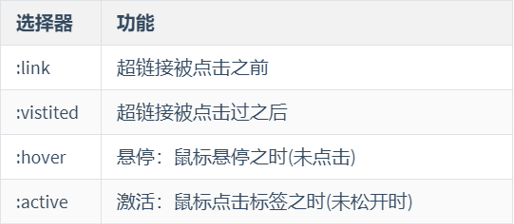 选择器 功能
:link 超链接被点击之前
:vistited 超链接被点击过之后
:hover 悬停：鼠标悬停之时(未点击)
:active 激活：鼠标点击标签之时(未松开时)